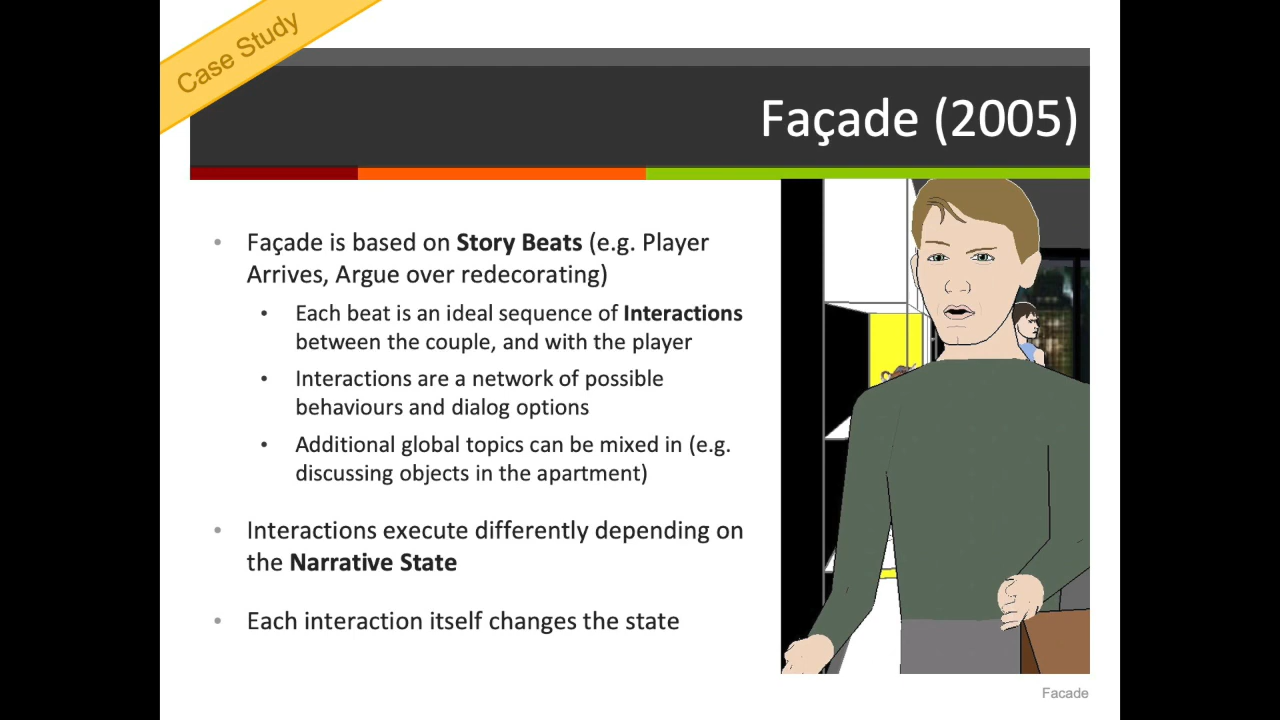 Case Study
Façade (2005)
• Façade is based on Story Beats (e.g. Player
Arrives, Argue over redecorating)
• Each beat is an ideal sequence of Interactions
between the couple, and with the player
• Interactions are a network of possible
behaviours and dialog options
• Additional global topics can be mixed in (e.g.
discussing objects in the apartment)
• Interactions execute differently depending on
the Narrative State
• Each interaction itself changes the state
Facade